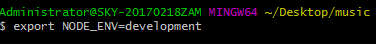 Administrator@SKY-20170218ZAM MINGW64 ~/Desktop/music
$ export NODE_ENV=development